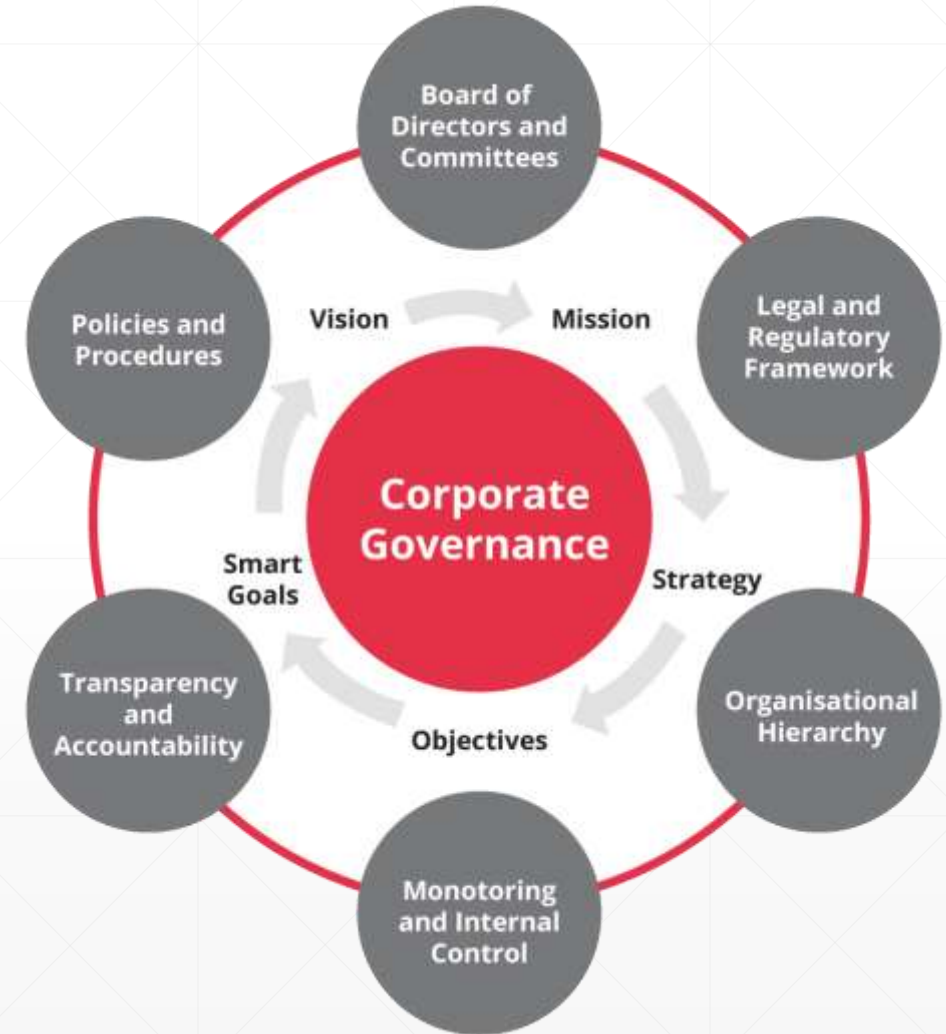 Board of
Directors and
Committees
Legal and
Regulatory
Framework
Organisational
Hierarchy
Monotoring
and Internal
Control
Transparency
and
Accountability
Policies and
Procedures
Vision
Mission
Strategy
Objectives
Smart
Goals
Corporate
Governance